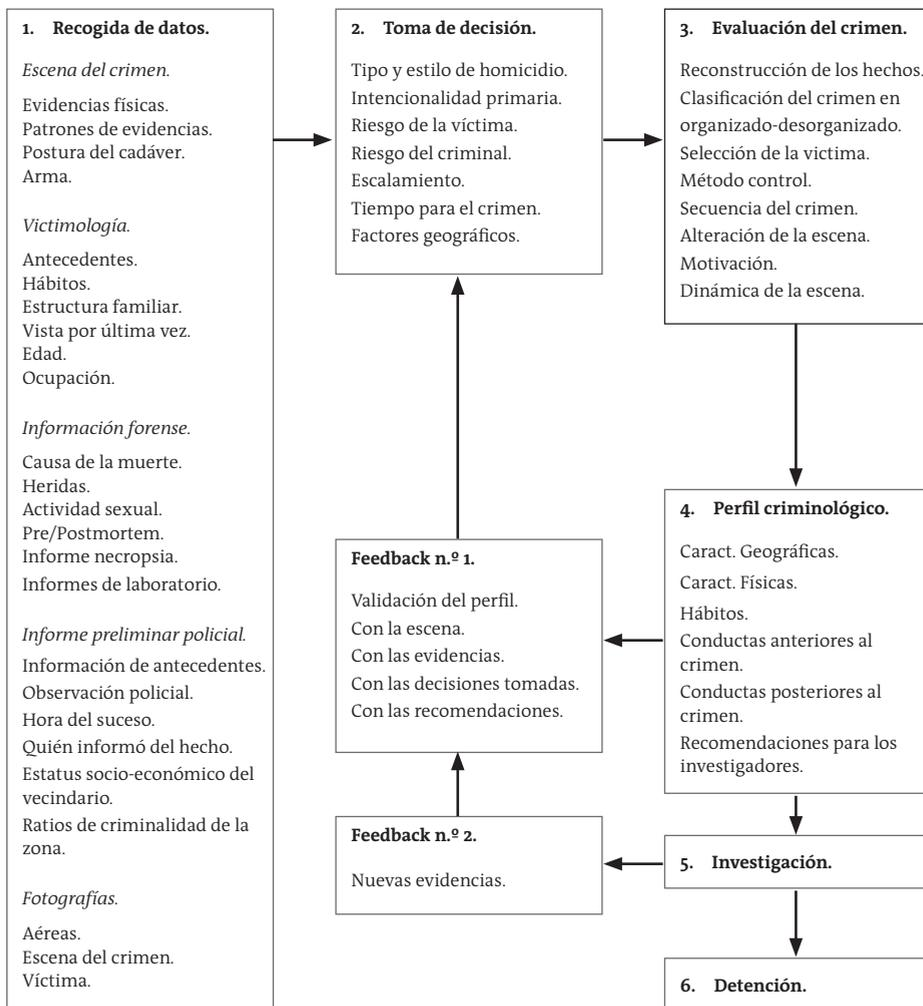 1. Recogida de datos.
Escena del crimen.
Evidencias físicas.
Patrones de evidencias.
Postura del cadáver.
Arma.
Victimología.
Antecedentes.
Hábitos.
Estructura familiar.
Vista por última vez.
Edad.
Ocupación.
Información forense.
Causa de la muerte.
Heridas.
Actividad sexual.
Pre/Postmortem.
Informe necropsia.
Informes de laboratorio.
Informe preliminar policial.
Información de antecedentes.
Observación policial.
Hora del suceso.
Quién informó del hecho.
Estatus socio-económico del
vecindario.
Ratios de criminalidad de la
zona.
Fotografías.
Aéreas.
Escena del crimen.
Víctima.
2. Toma de decisión.
Tipo y estilo de homicidio.
Intencionalidad primaria.
Riesgo de la víctima.
Riesgo del criminal.
Escalamiento.
Tiempo para el crimen.
Factores geográficos.
3. Evaluación del crimen.
Reconstrucción de los hechos.
Clasificación del crimen en
organizado-desorganizado.
Selección de la victima.
Método control.
Secuencia del crimen.
Alteración de la escena.
Motivación.
Dinámica de la escena.
4. Perfil criminológico.
Caract. Geográficas.
Caract. Físicas.
Hábitos.
Conductas anteriores al
crimen.
Conductas posteriores al
crimen.
Recomendaciones para los
investigadores.
Feedback n.º 1.
Validación del perfil.
Con la escena.
Con las evidencias.
Con las decisiones tomadas.
Con las recomendaciones.
Feedback n.º 2.
Nuevas evidencias.
5. Investigación.
6. Detención.